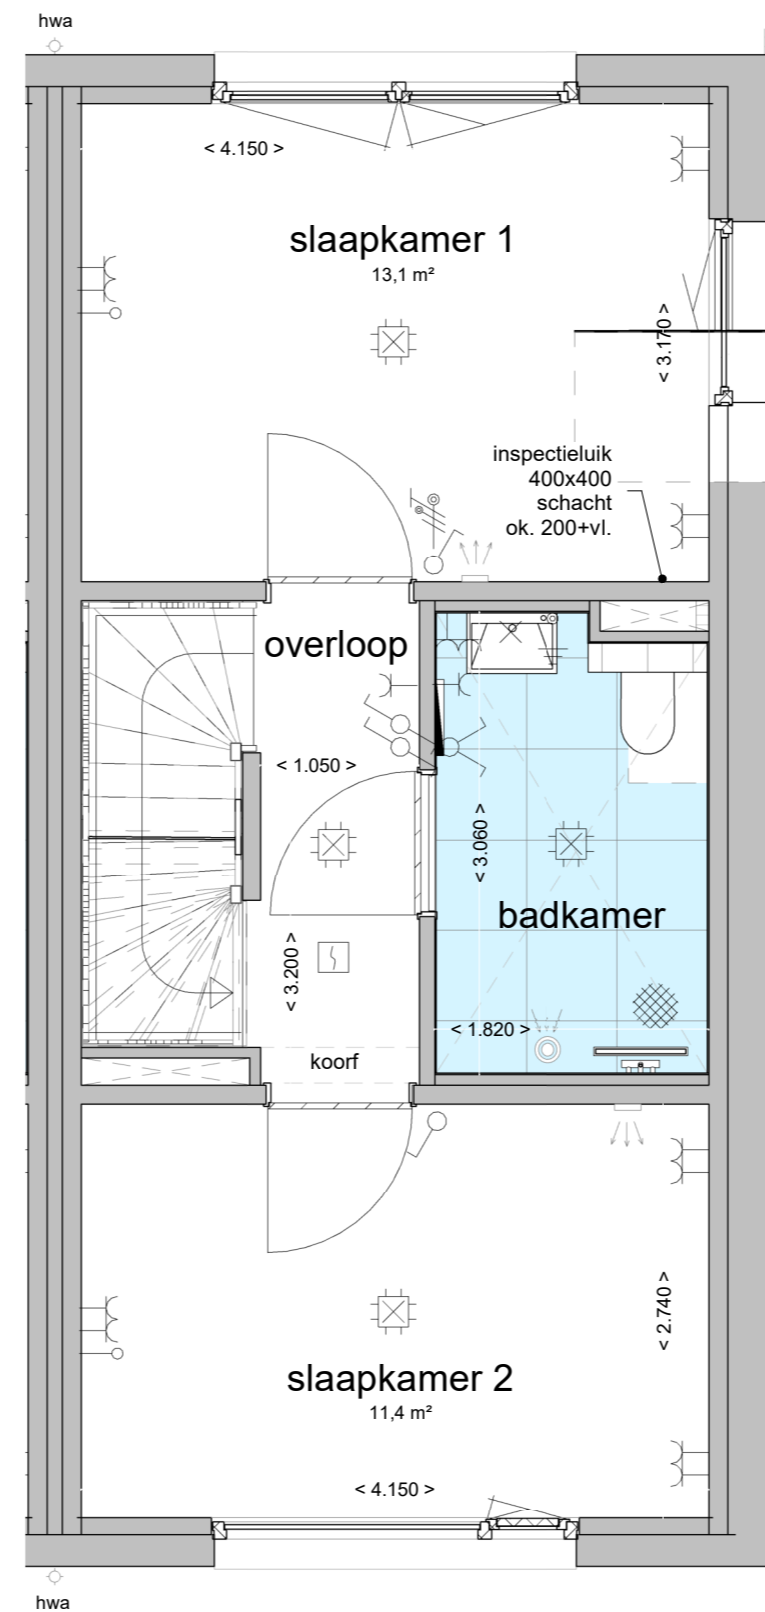 hwa
< 4.150 >
slaapkamer 1
13,1 m²
< 3.170 >
inspectieluik
400x400
schacht
ok. 200+vl.
overloop
< 1.050 >
< 3.060 >
badkamer
< 3.200 >
< 1.820 >
koorf
< 2.740 >
slaapkamer 2
11,4 m²
< 4.150 >
hwa